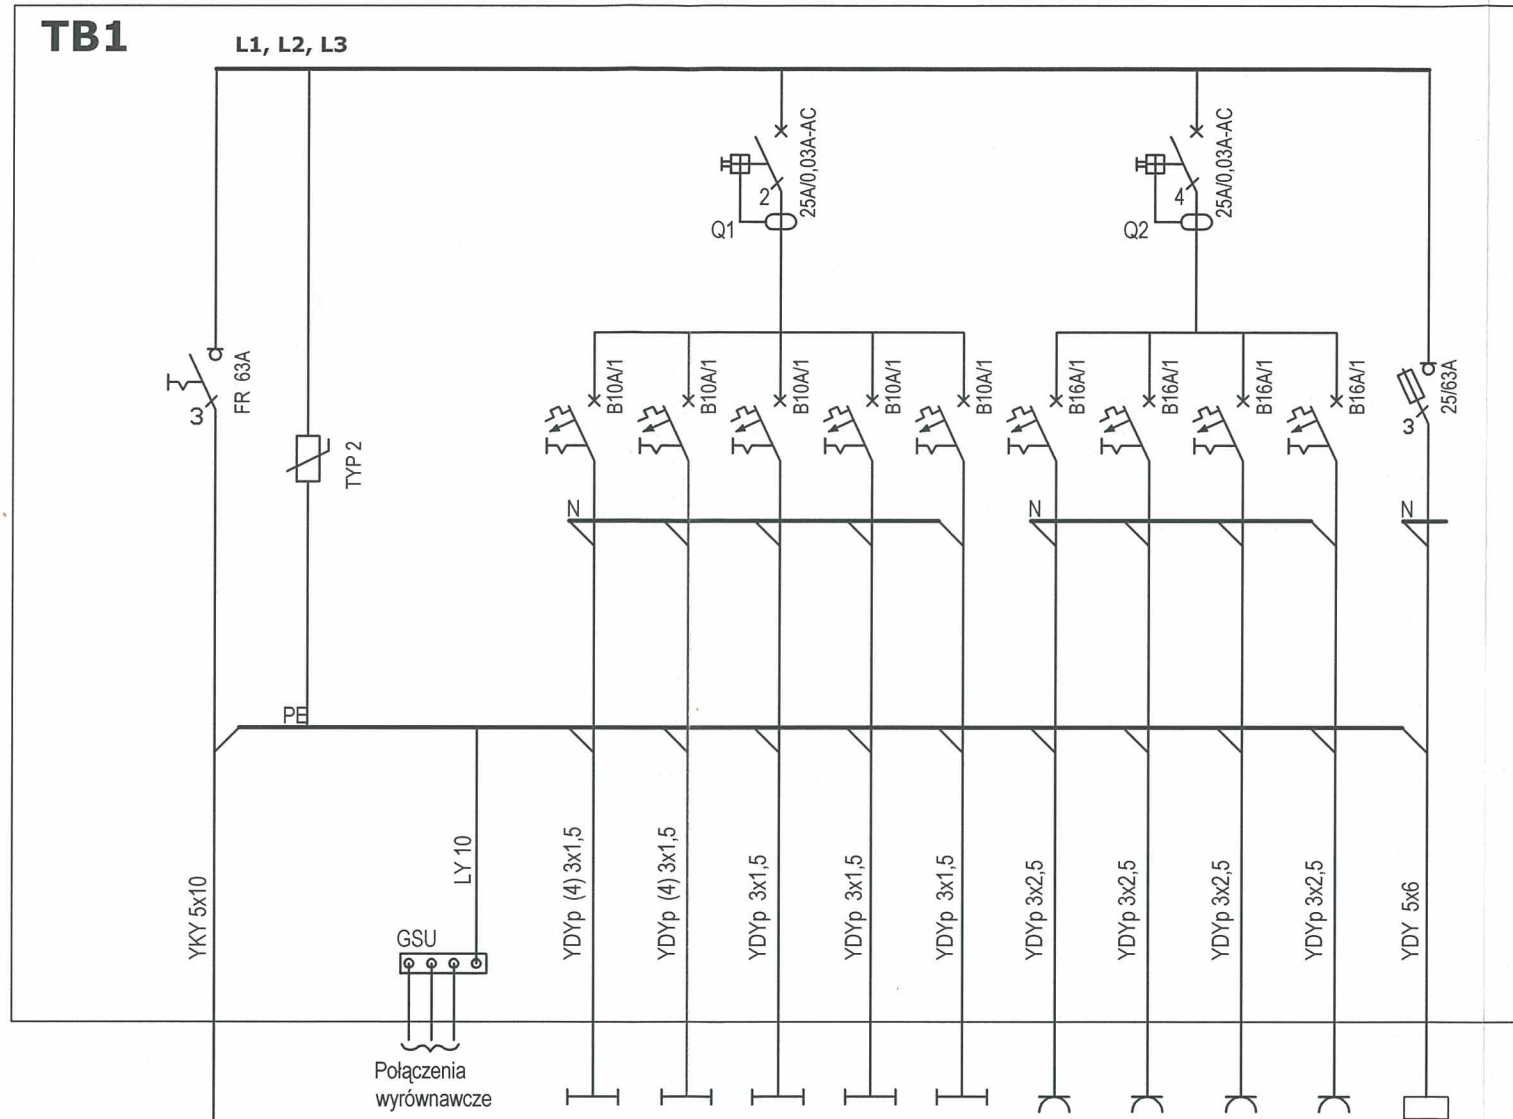 TB1
L1, L2, L3
25A/0,03A-AC
25A/0,03A-AC
2
4
Q1
Q2
FR 63A
3
TYP 2
B10A/1
B10A/1
B10A/1
B10A/1
B10A/1
B16A/1
B16A/1
B16A/1
B16A/1
25/63A
3
N
N
N
PE
YKY 5x10
LY 10
GSU
YDYp (4) 3x1,5
YDYp (4) 3x1,5
YDYp 3x1,5
YDYp 3x1,5
YDYp 3x1,5
YDYp 3x2,5
YDYp 3x2,5
YDYp 3x2,5
YDYp 3x2,5
YDY 5x6
Połączenia
wyrównawcze